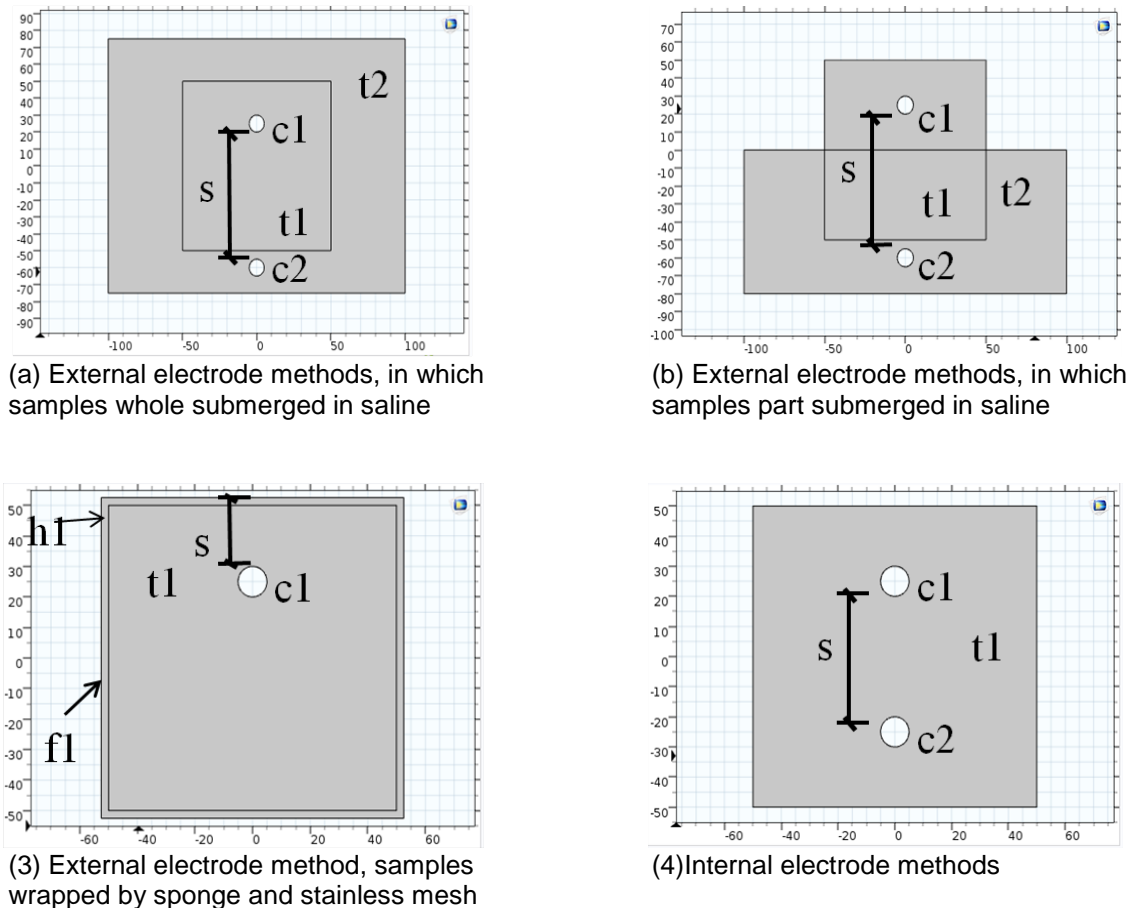 90
80
70
60
50
40
30
20
10
0
-10
-20
-30
-40
-50
-60
-70
-80
-90
-100 -50 0 50 100
t2
c1
s
t1
c2
(a) External electrode methods, in which
samples whole submerged in saline
70
60
50
40
30
20
10
0
-10
-20
-30
-40
-50
-60
-70
-80
-90
-100
-100 -50 0 50 100
c1
s
t1
t2
c2
(b) External electrode methods, in which
samples part submerged in saline
50
40
30
20
10
0
-10
-20
-30
-40
-50
-60 -40 -20 0 20 40 60
h1
s
t1
c1
f1
(3) External electrode method, samples
wrapped by sponge and stainless mesh
50
40
30
20
10
0
-10
-20
-30
-40
-50
-60 -40 -20 0 20 40 60
c1
s
t1
c2
(4)Internal electrode methods